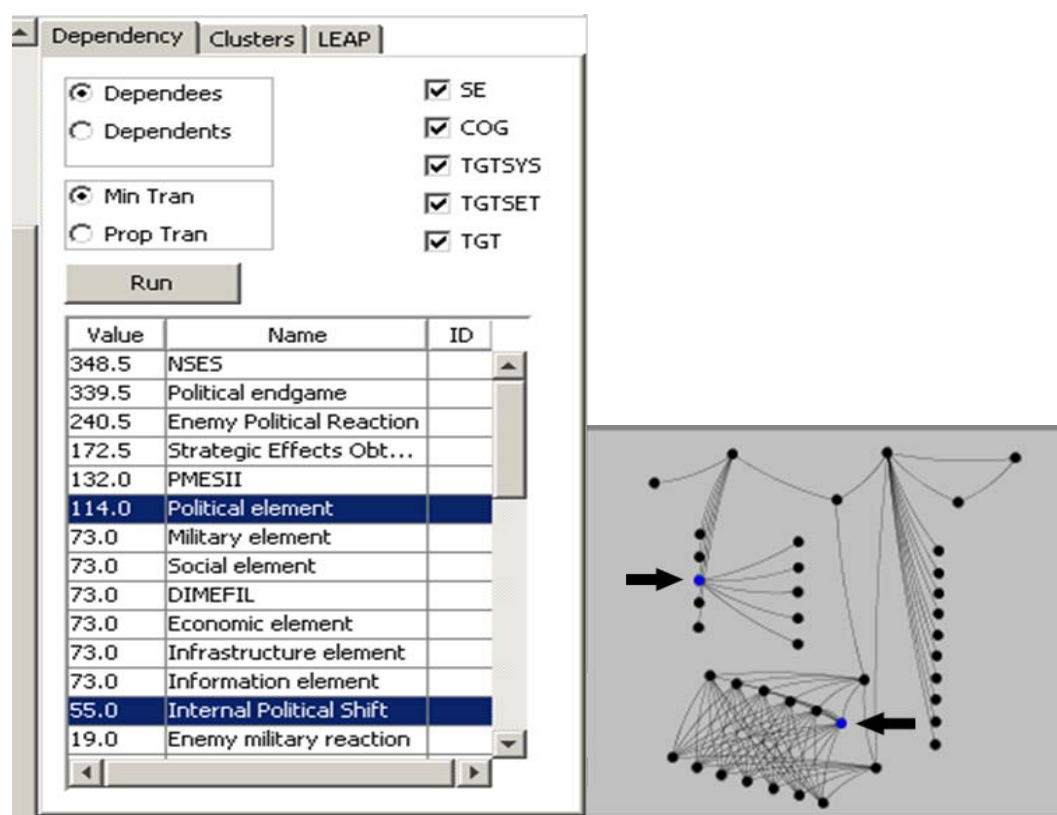 Dependency Clusters LEAP
Dependees
Dependents
SE
COG
TGTSYS
TGTSET
TGT
Min Tran
Prop Tran
Run
Value Name ID
348.5 NSES
339.5 Political endgame
240.5 Enemy Political Reaction
172.5 Strategic Effects Obt...
132.0 PMESII
114.0 Political element
73.0 Military element
73.0 Social element
73.0 DIMEFIL
73.0 Economic element
73.0 Infrastructure element
73.0 Information element
55.0 Internal Political Shift
19.0 Enemy military reaction